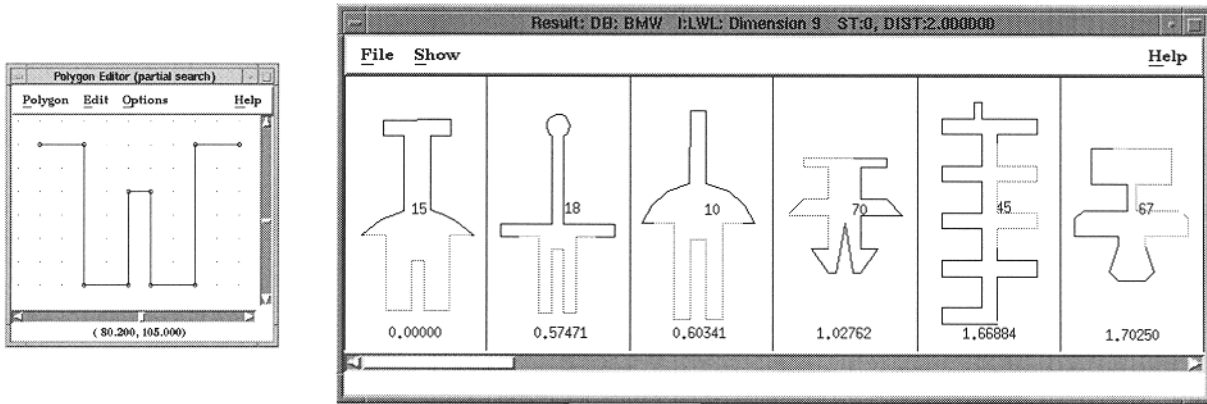 Polygon Editor (partial search)
Polygon Edit Options Help
( 80.200, 105.000)
Result: DB: BMW I:LWL: Dimension 9 ST:0, DIST:2.000000
File Show Help
15 18 10 70 45 67
0.00000 0.57471 0.60341 1.02762 1.66884 1.70250